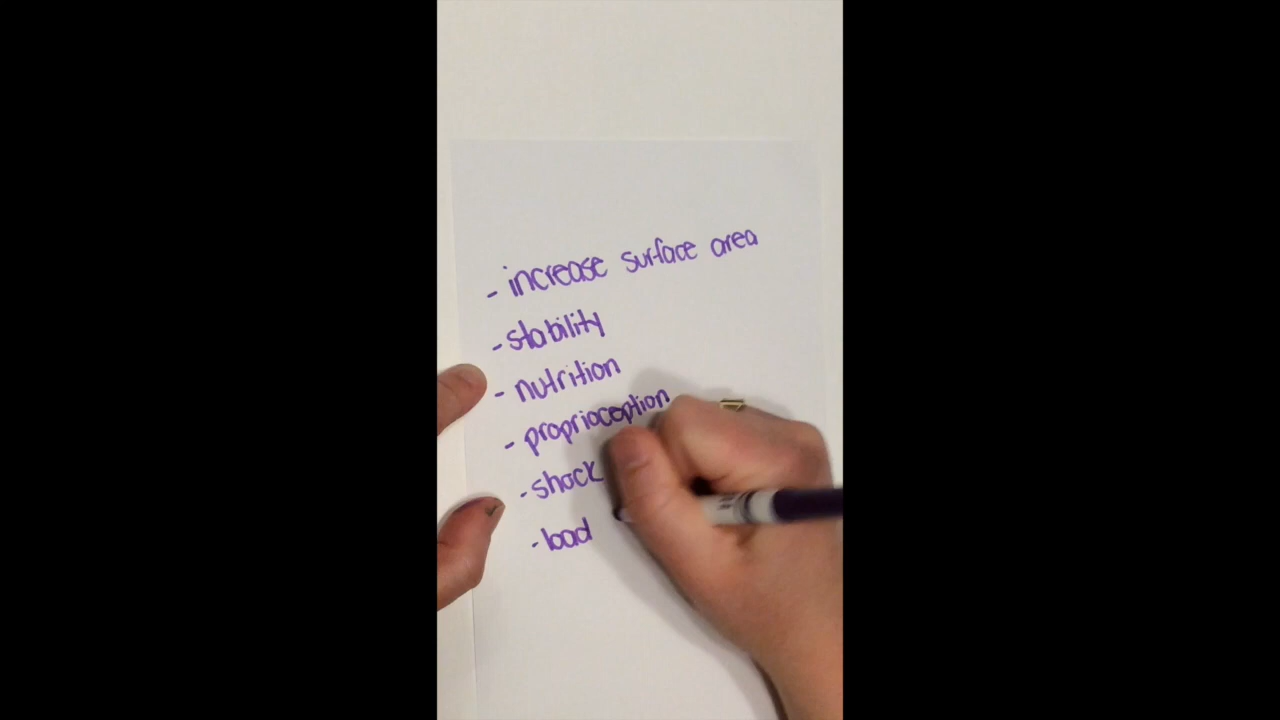 - increase surface area
- stability
- nutrition
- proprioception
- shock
- load